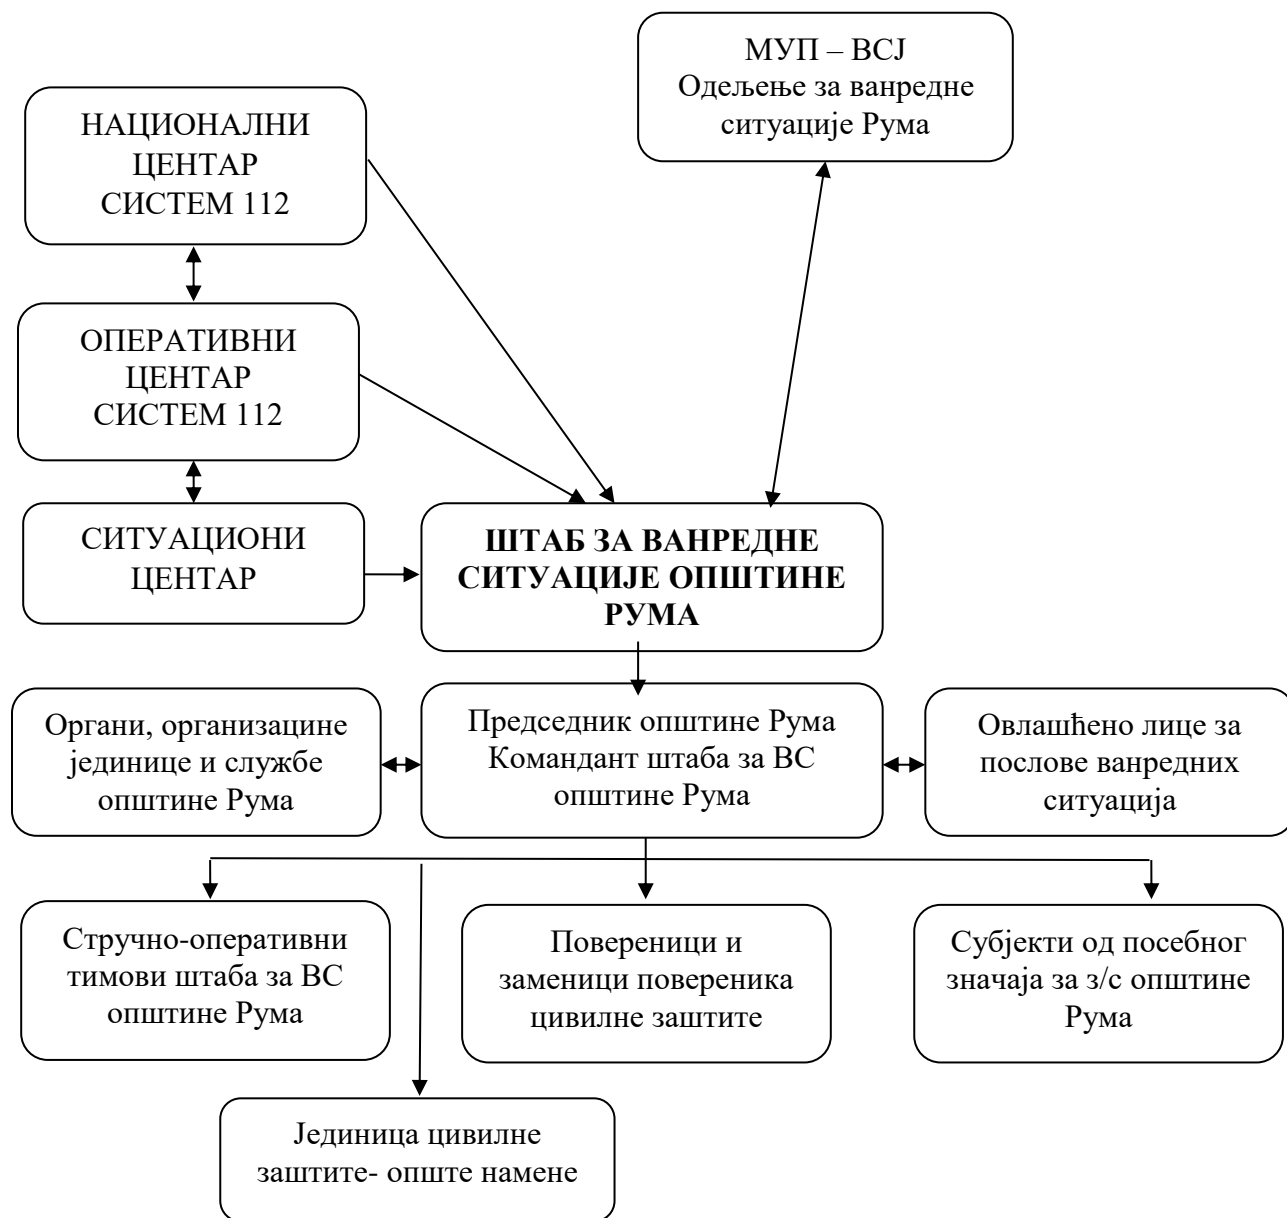 МУП – ВСЈ
Одељење за ванредне
ситуације Рума
НАЦИОНАЛНИ
ЦЕНТАР
СИСТЕМ 112
ОПЕРАТИВНИ
ЦЕНТАР
СИСТЕМ 112
СИТУАЦИОНИ
ЦЕНТАР
ШТАБ ЗА ВАНРЕДНЕ
СИТУАЦИЈЕ ОПШТИНЕ
РУМА
Органи, организацине
јединице и службе
општине Рума
Председник општине Рума
Командант штаба за ВС
општине Рума
Овлашћено лице за
послове ванредних
ситуација
Стручно-оперативни
тимови штаба за ВС
општине Рума
Повереници и
заменици повереника
цивилне заштите
Субјекти од посебног
значаја за з/с општине
Рума
Јединица цивилне
заштите- опште намене